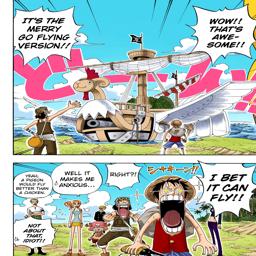 WOW!!
THAT'S
AWE-
SOME!!
IT'S THE
MERRY
GO FLYING
VERSION!!
I BET
IT CAN
FLY!!
RIGHT?!
WELL IT
MAKES ME
ANXIOUS...
YEAH,
A PIGEON
WOULD FLY
BETTER
THAN A
CHICKEN.
NOT
ABOUT
THAT,
IDIOT!!